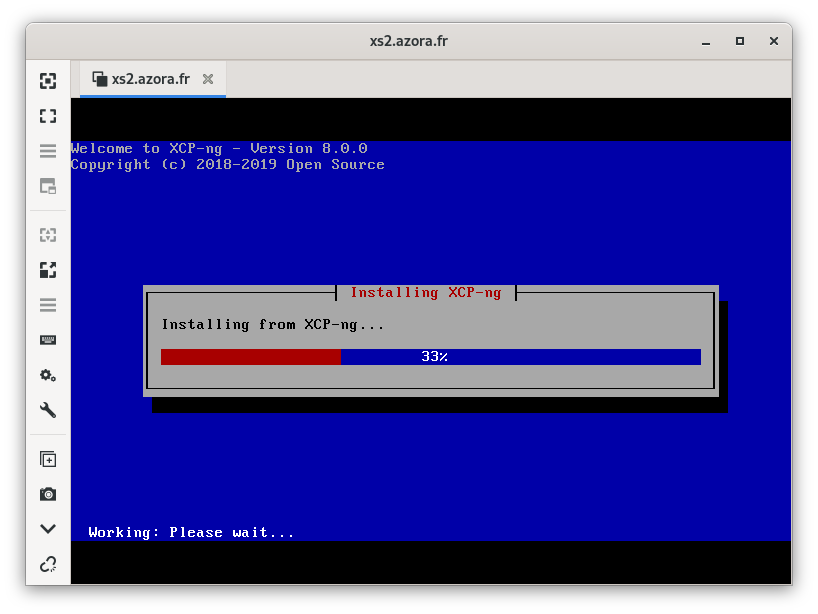 xs2.azora.fr
xs2.azora.fr
Welcome to XCP-ng - Version 8.0.0
Copyright (c) 2018-2019 Open Source
Installing XCP-ng
Installing from XCP-ng...
33%
Working: Please wait...